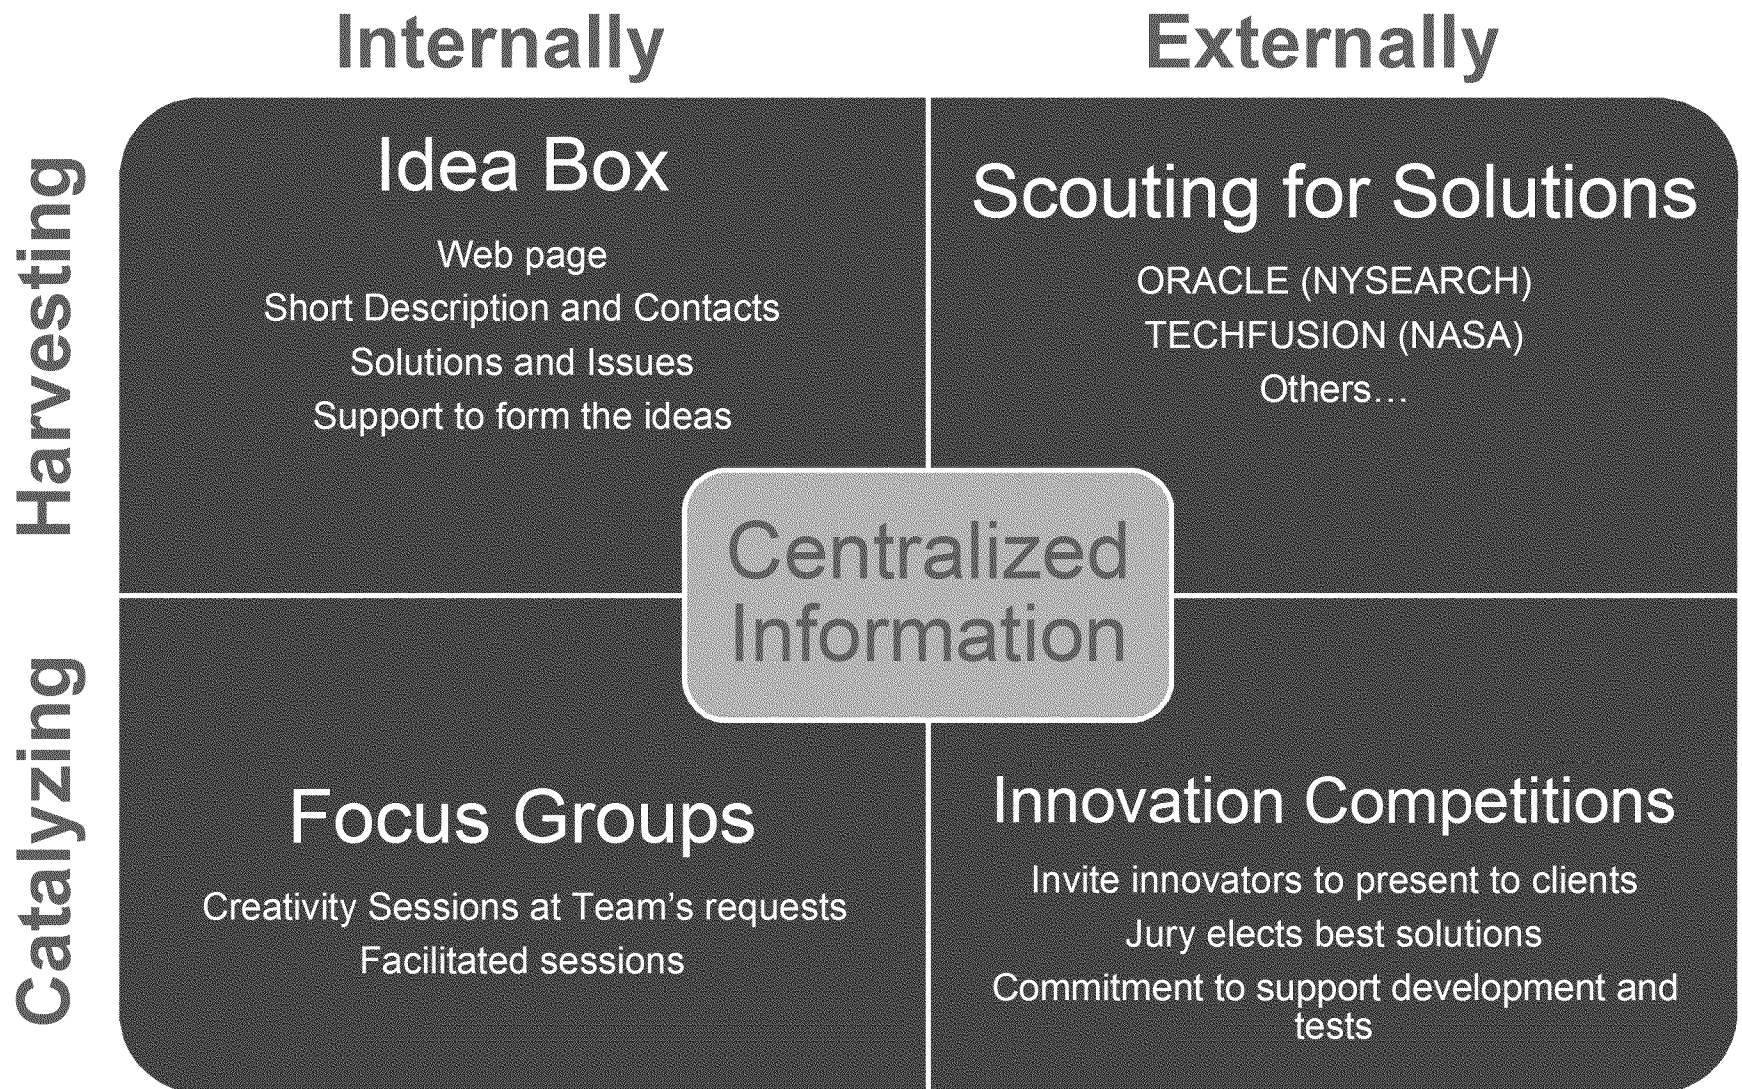 Internally
Externally
Harvesting
Idea Box
Web page
Short Description and Contacts
Solutions and Issues
Support to form the ideas
Scouting for Solutions
ORACLE (NYSEARCH)
TECHFUSION (NASA)
Others…
Centralized
Information
Catalyzing
Focus Groups
Creativity Sessions at Team’s requests
Facilitated sessions
Innovation Competitions
Invite innovators to present to clients
Jury elects best solutions
Commitment to support development and
tests